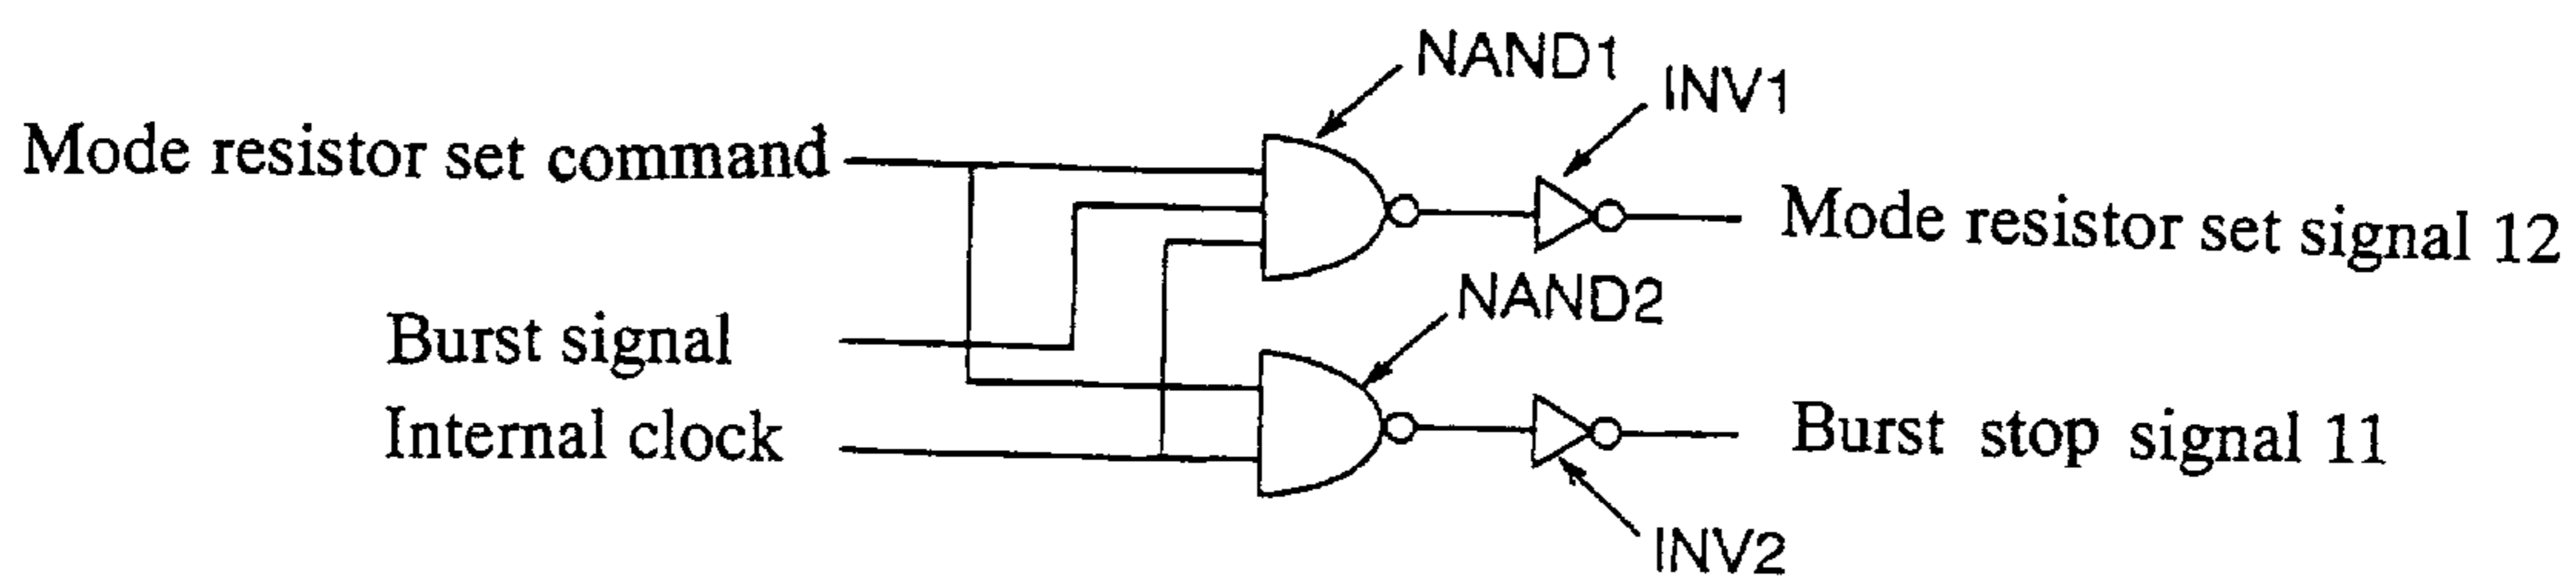 NAND1
INV1
Mode resistor set command
Mode resistor set signal 12
NAND2
Burst signal
Internal clock
Burst stop signal 11
INV2